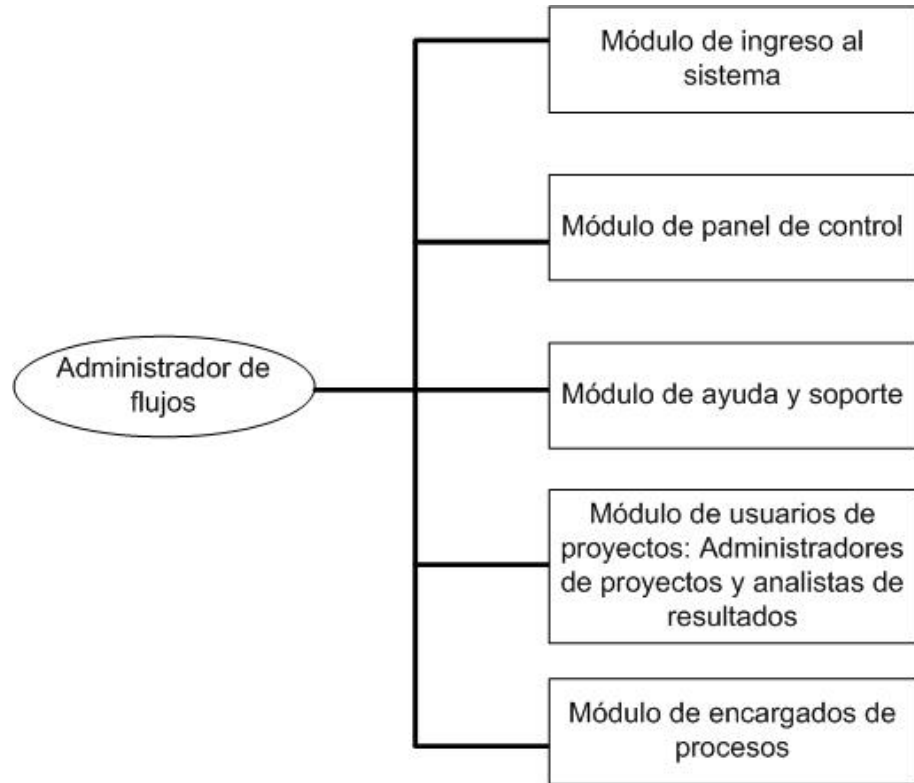 Módulo de ingreso al
sistema
Módulo de panel de control
Administrador de
flujos
Módulo de ayuda y soporte
Módulo de usuarios de
proyectos: Administradores
de proyectos y analistas de
resultados
Módulo de encargados de
procesos